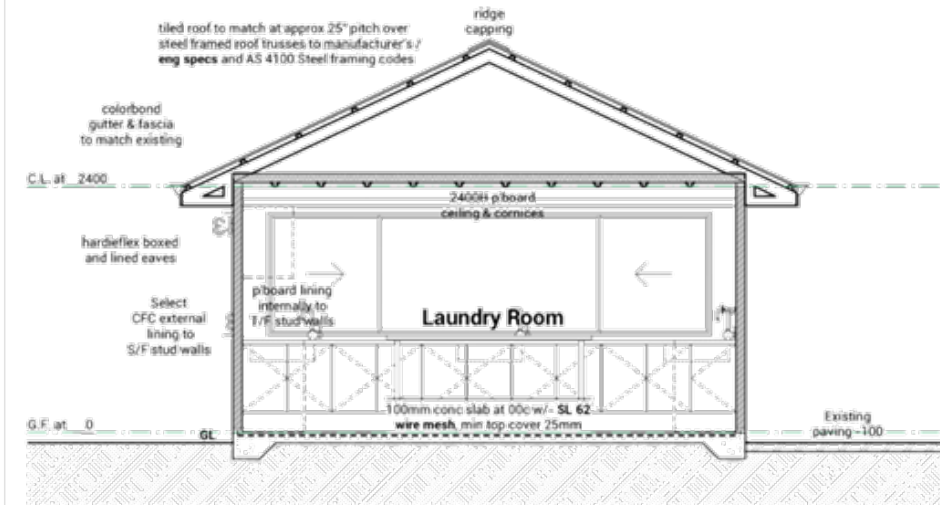 ridge
capping
tiled roof to match at approx 25° pitch over
steel framed roof trusses to manufacturer's /
eng specs and AS 4100 Steel framing codes
colorbond
gutter & fascia
to match existing
C.L. at 2400
2400H p'board
ceiling & cornices
hardieflex boxed
and lined eaves
p'board lining
internally to
T/F stud walls
Select
CFC external
lining to
S/F stud walls
Laundry Room
100mm conc slab at 00c w/- SL 62
wire mesh, min top cover 25mm
G.F. at 0
GL
Existing
paving -100